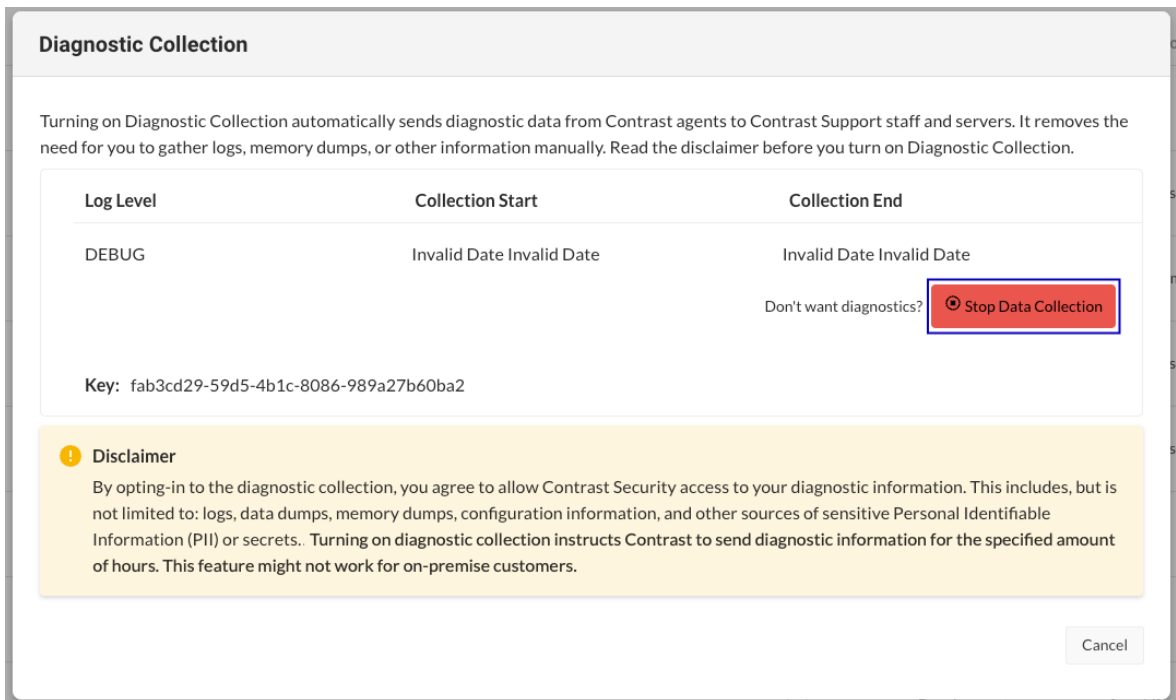 Diagnostic Collection
Turning on Diagnostic Collection automatically sends diagnostic data from Contrast agents to Contrast Support staff and servers. It removes the
need for you to gather logs, memory dumps, or other information manually. Read the disclaimer before you turn on Diagnostic Collection.
Log Level Collection Start Collection End
DEBUG Invalid Date Invalid Date Invalid Date Invalid Date
Don't want diagnostics? Stop Data Collection
Key: fab3cd29-59d5-4b1c-8086-989a27b60ba2
Disclaimer
By opting-in to the diagnostic collection, you agree to allow Contrast Security access to your diagnostic information. This includes, but is
not limited to: logs, data dumps, memory dumps, configuration information, and other sources of sensitive Personal Identifiable
Information (PII) or secrets.. Turning on diagnostic collection instructs Contrast to send diagnostic information for the specified amount
of hours. This feature might not work for on-premise customers.
Cancel